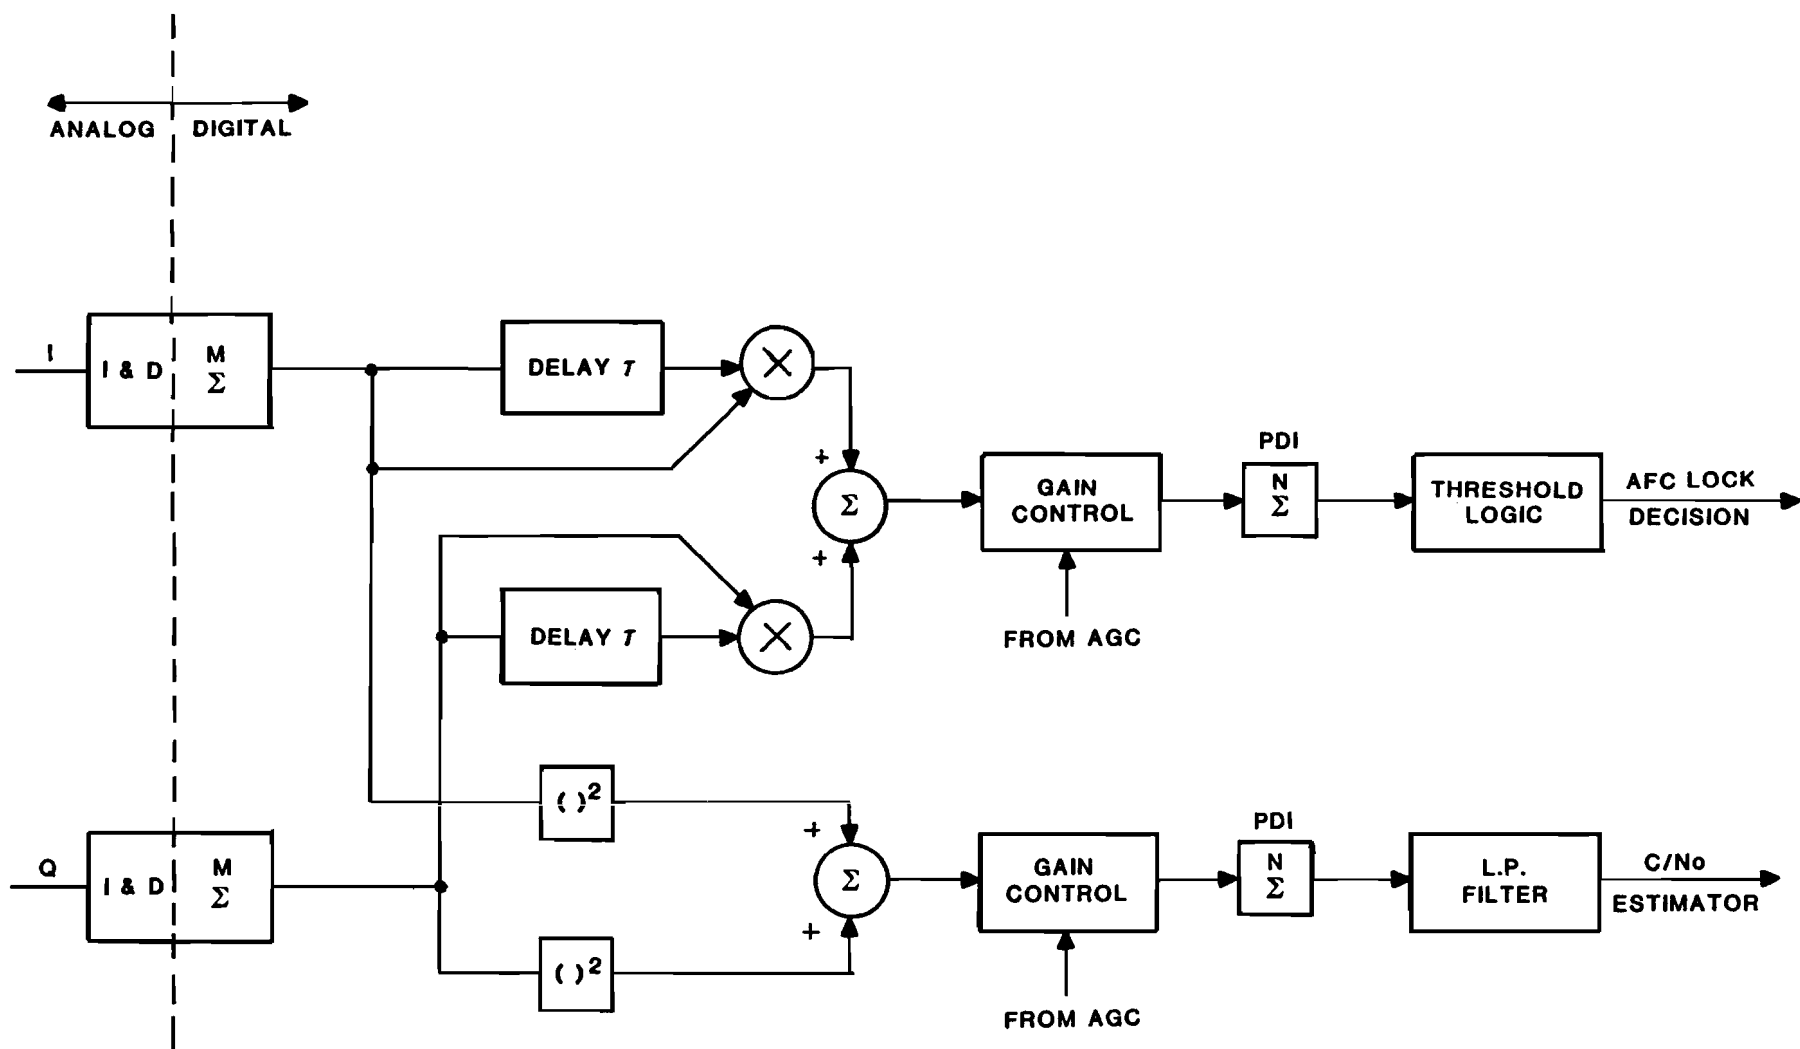 ANALOG DIGITAL
I
I & D
M
Σ
DELAY τ
X
+
Σ
+
GAIN
CONTROL
FROM AGC
PDI
N
Σ
THRESHOLD
LOGIC
AFC LOCK
DECISION
DELAY τ
X
Q
I & D
M
Σ
( )²
( )²
+
Σ
+
GAIN
CONTROL
FROM AGC
PDI
N
Σ
L.P.
FILTER
C/No
ESTIMATOR